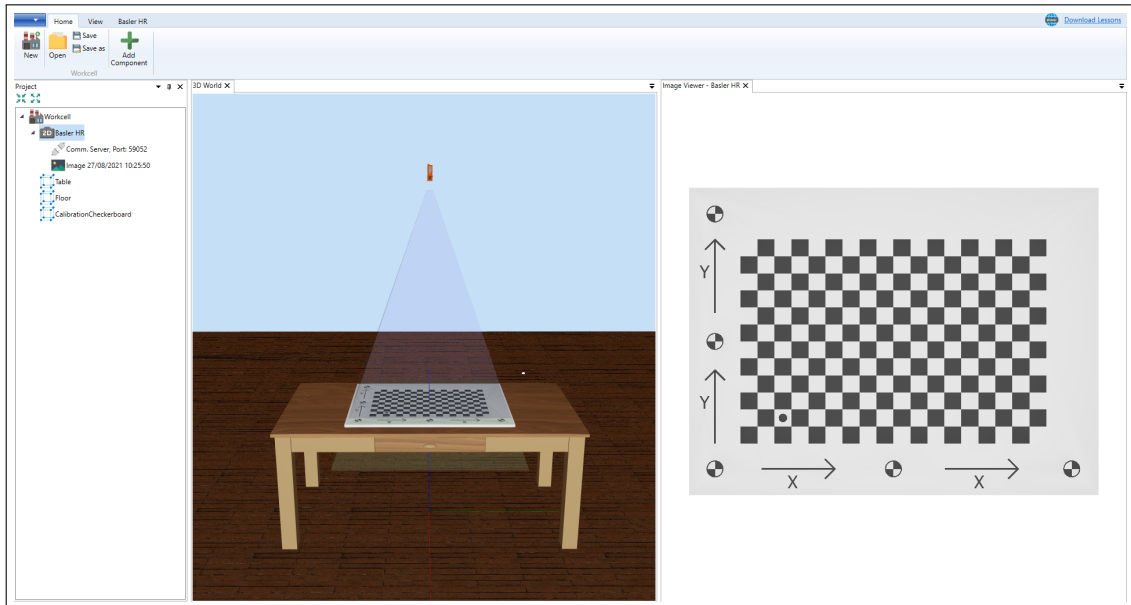 Home View Basler HR
Download Lessons
New
Open
Save
Save as
Add
Component
Workcell
Project
Workcell
2D Basler HR
Comm. Server, Port: 59052
Image 27/08/2021 10:25:50
Table
Floor
CalibrationCheckerboard
3D World
Image Viewer - Basler HR
Y
Y
X X